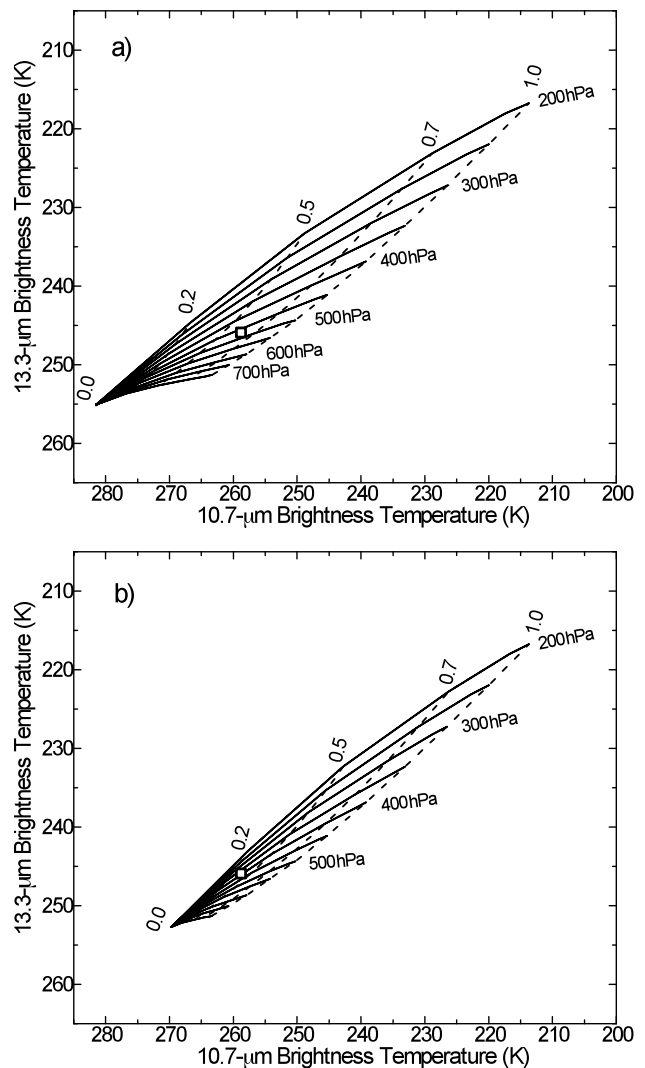 a)
210
220
230
240
250
260
13.3-μm Brightness Temperature (K)
0.0
0.2
0.5
0.7
1.0
200hPa
300hPa
400hPa
500hPa
600hPa
700hPa
280 270 260 250 240 230 220 210 200
10.7-μm Brightness Temperature (K)
b)
210
220
230
240
250
260
13.3-μm Brightness Temperature (K)
0.0
0.2
0.5
0.7
1.0
200hPa
300hPa
400hPa
500hPa
280 270 260 250 240 230 220 210 200
10.7-μm Brightness Temperature (K)